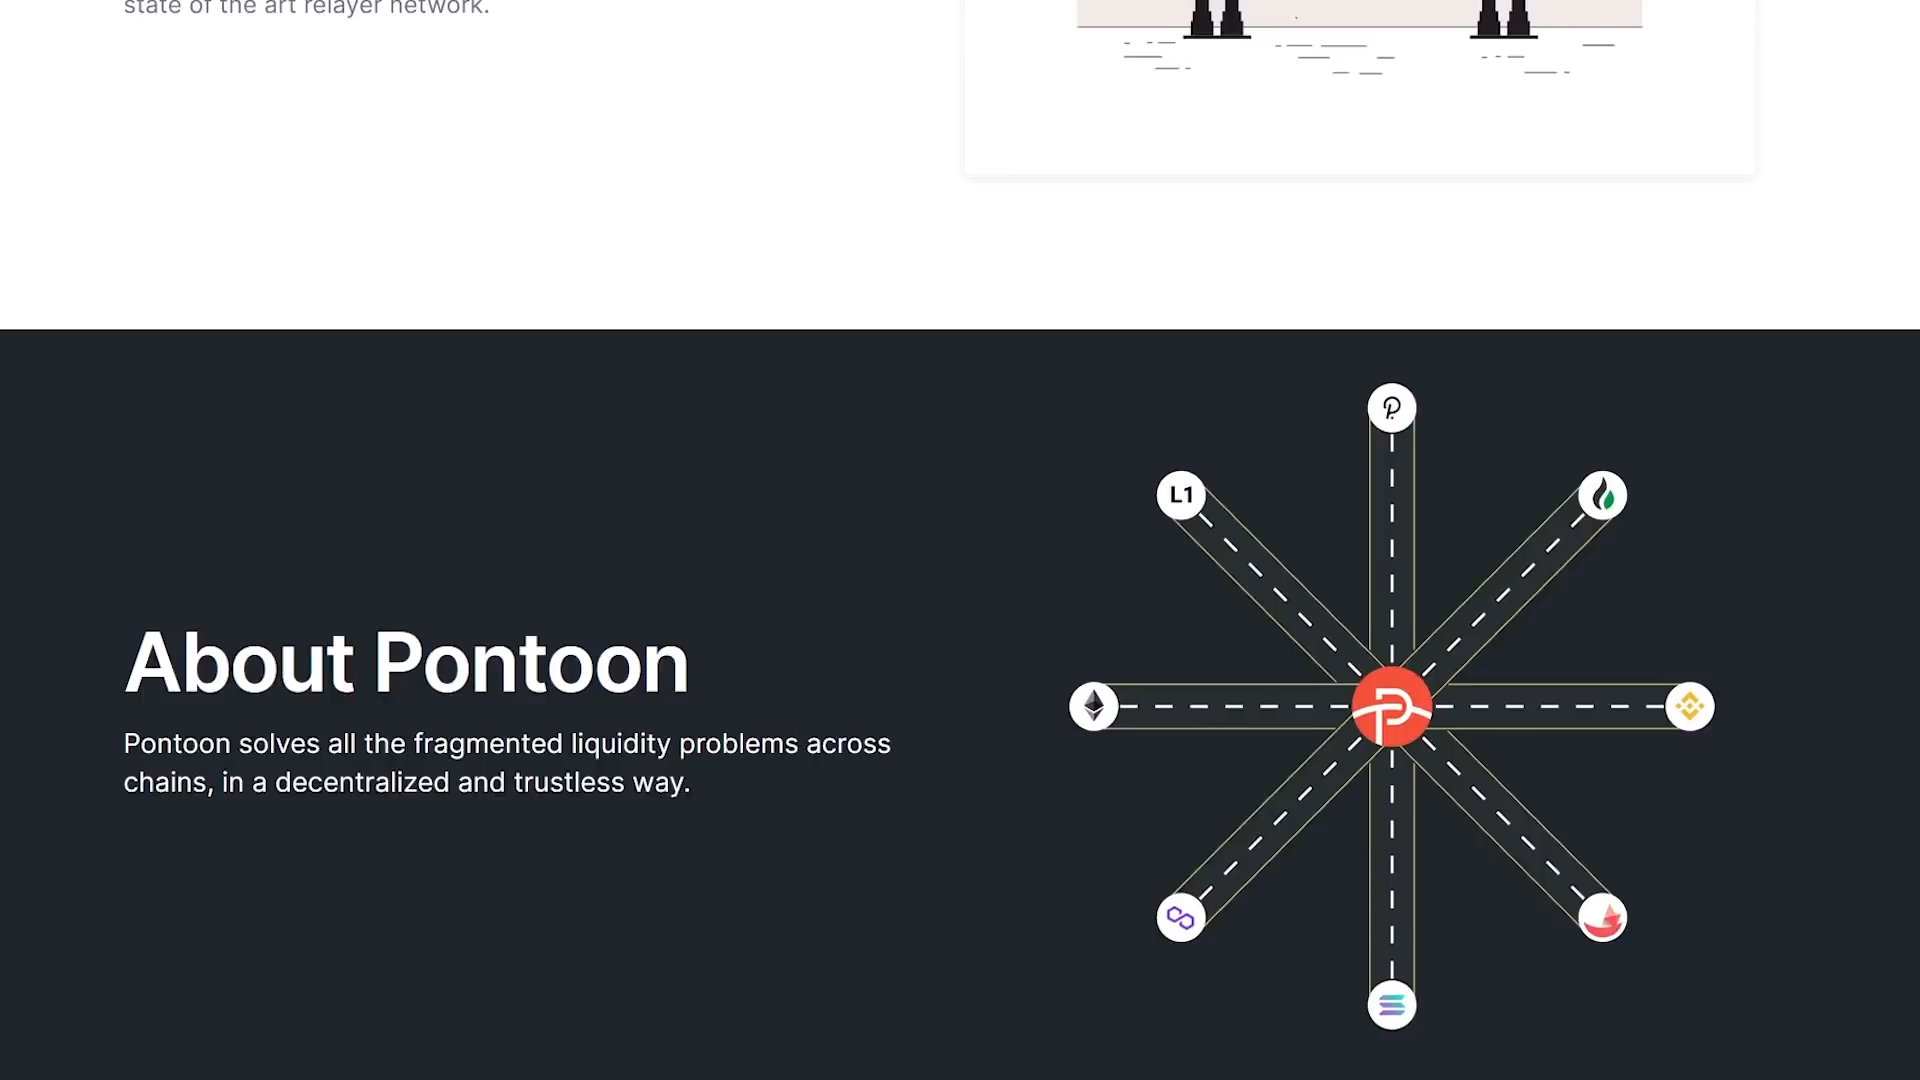 state of the art relayer network.
L1
About Pontoon
Pontoon solves all the fragmented liquidity problems across
chains, in a decentralized and trustless way.